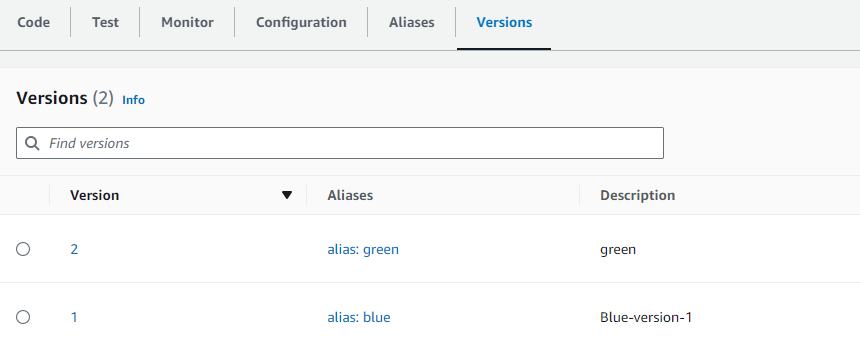 Code Test Monitor Configuration Aliases Versions
Versions (2) Info
Find versions
Version Aliases Description
2 alias: green green
1 alias: blue Blue-version-1